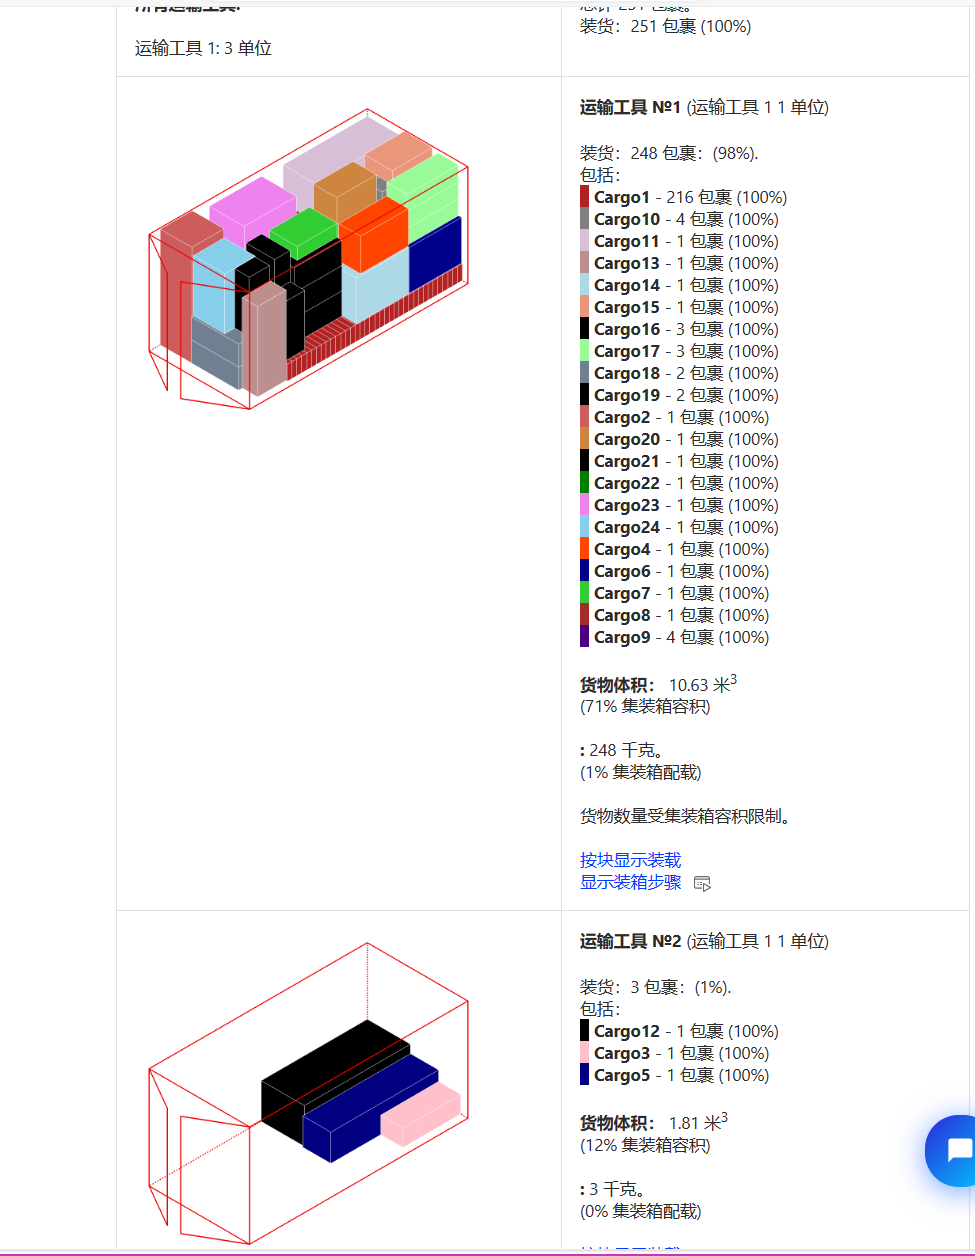 运输工具 1: 3 单位
装货：251 包裹 (100%)
运输工具 №1 (运输工具 1 1 单位)
装货：248 包裹：(98%).
包括：
Cargo1 - 216 包裹 (100%)
Cargo10 - 4 包裹 (100%)
Cargo11 - 1 包裹 (100%)
Cargo13 - 1 包裹 (100%)
Cargo14 - 1 包裹 (100%)
Cargo15 - 1 包裹 (100%)
Cargo16 - 3 包裹 (100%)
Cargo17 - 3 包裹 (100%)
Cargo18 - 2 包裹 (100%)
Cargo19 - 2 包裹 (100%)
Cargo2 - 1 包裹 (100%)
Cargo20 - 1 包裹 (100%)
Cargo21 - 1 包裹 (100%)
Cargo22 - 1 包裹 (100%)
Cargo23 - 1 包裹 (100%)
Cargo24 - 1 包裹 (100%)
Cargo4 - 1 包裹 (100%)
Cargo6 - 1 包裹 (100%)
Cargo7 - 1 包裹 (100%)
Cargo8 - 1 包裹 (100%)
Cargo9 - 4 包裹 (100%)
货物体积： 10.63 米³
(71% 集装箱容积)
: 248 千克。
(1% 集装箱配载)
货物数量受集装箱容积限制。
按块显示装载
显示装箱步骤
运输工具 №2 (运输工具 1 1 单位)
装货：3 包裹：(1%).
包括：
Cargo12 - 1 包裹 (100%)
Cargo3 - 1 包裹 (100%)
Cargo5 - 1 包裹 (100%)
货物体积： 1.81 米³
(12% 集装箱容积)
: 3 千克。
(0% 集装箱配载)